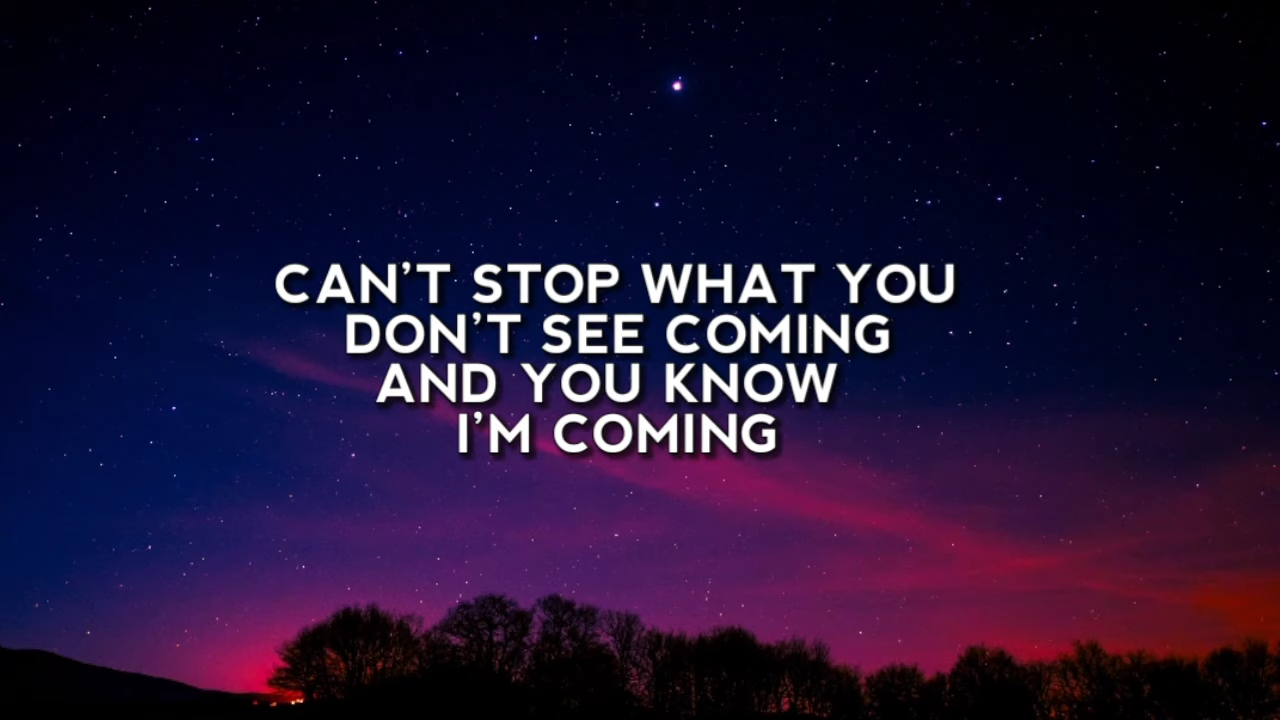 CAN'T STOP WHAT YOU
DON'T SEE COMING
AND YOU KNOW
I'M COMING